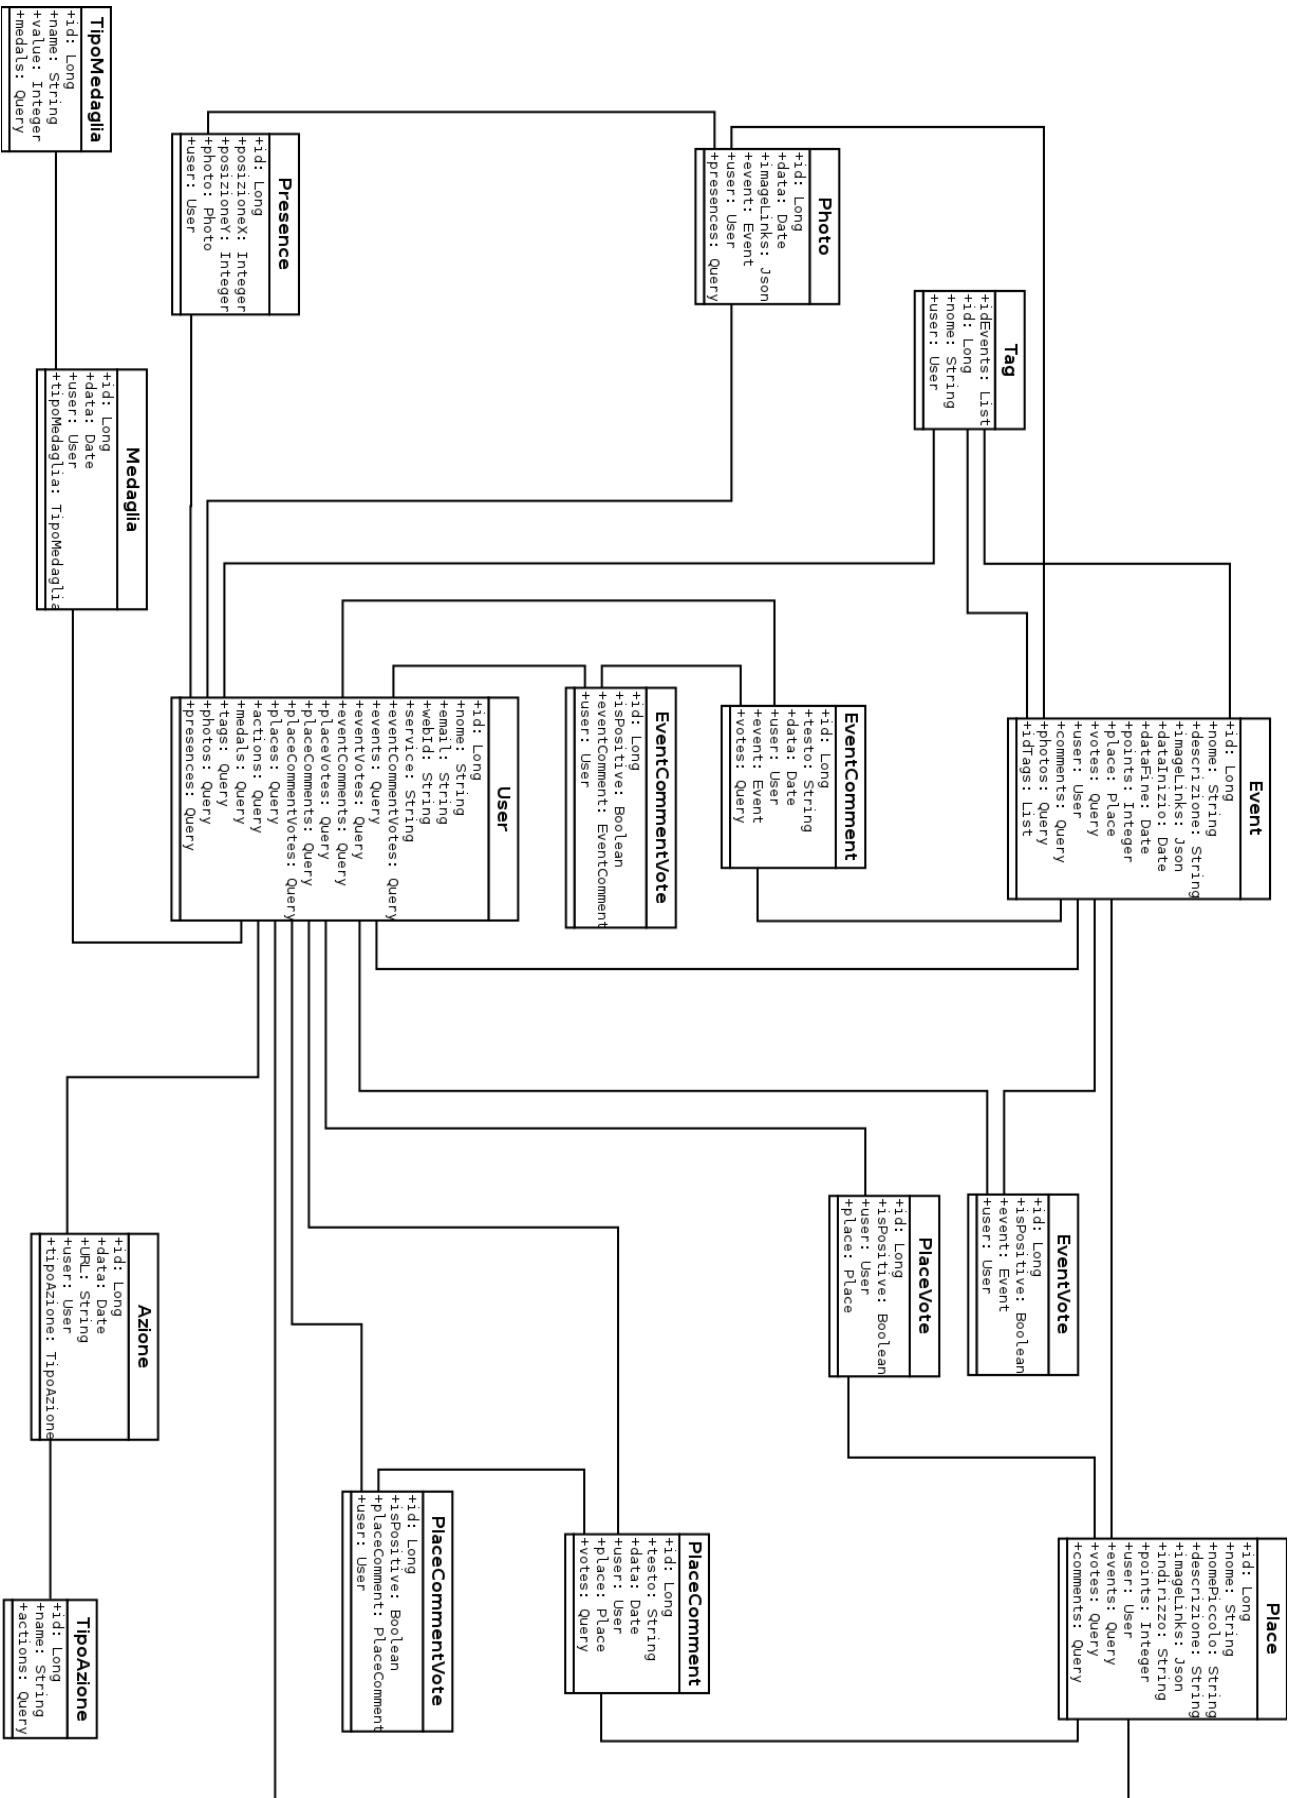 Event
+id: Long
+nome: String
+descrizione: String
+imageLinks: Json
+dataInizio: Date
+dataFine: Date
+points: Integer
+place: Place
+votes: Query
+user: User
+comments: Query
+photos: Query
+idTags: List
Place
+id: Long
+nome: String
+nomePiccolo: String
+descrizione: String
+imageLinks: Json
+indirizzo: String
+points: Integer
+user: User
+events: Query
+votes: Query
+comments: Query
Tag
+idEvents: List
+id: Long
+nome: String
+user: User
EventVote
+id: Long
+isPositive: Boolean
+event: Event
+user: User
PlaceVote
+id: Long
+isPositive: Boolean
+user: User
+place: Place
Photo
+id: Long
+data: Date
+imageLinks: Json
+event: Event
+user: User
+presences: Query
EventComment
+id: Long
+testo: String
+data: Date
+user: User
+event: Event
+votes: Query
PlaceComment
+id: Long
+testo: String
+data: Date
+user: User
+place: Place
+votes: Query
EventCommentVote
+id: Long
+isPositive: Boolean
+eventComment: EventComment
+user: User
User
+id: Long
+nome: String
+email: String
+webId: String
+service: String
+eventCommentVotes: Query
+events: Query
+eventVotes: Query
+eventComments: Query
+placeVotes: Query
+placeComments: Query
+placeCommentVotes: Query
+places: Query
+actions: Query
+medals: Query
+tags: Query
+photos: Query
+presences: Query
PlaceCommentVote
+id: Long
+isPositive: Boolean
+placeComment: PlaceComment
+user: User
Presence
+id: Long
+posizioneX: Integer
+posizioneY: Integer
+photo: Photo
+user: User
Medaglia
+id: Long
+data: Date
+user: User
+tipoMedaglia: TipoMedaglia
Azione
+id: Long
+data: Date
+URL: String
+user: User
+tipoAzione: TipoAzione
TipoMedaglia
+id: Long
+name: String
+value: Integer
+medals: Query
TipoAzione
+id: Long
+name: String
+actions: Query